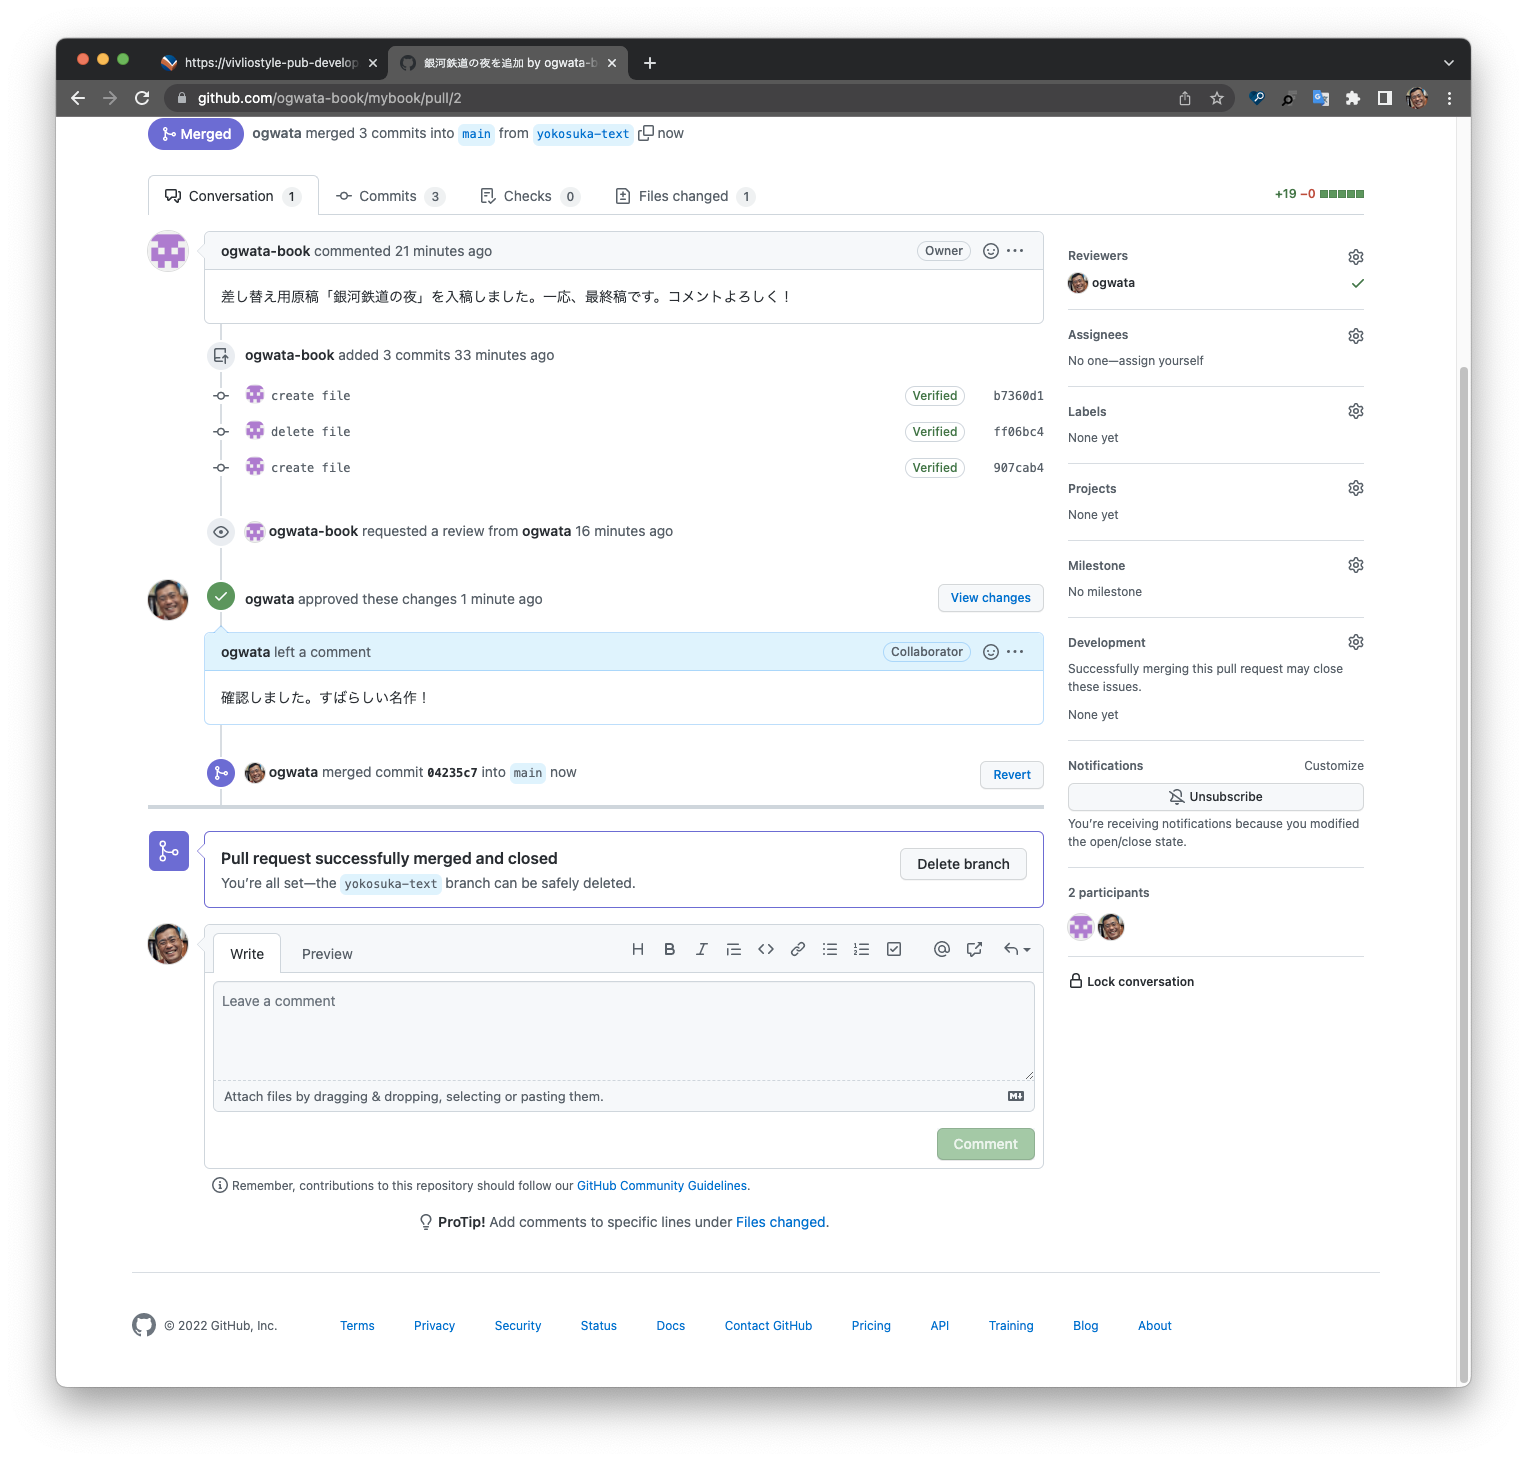 https://vivliostyle-pub-develop
銀河鉄道の夜を追加 by ogwata-b
github.com/ogwata-book/mybook/pull/2
Merged ogwata merged 3 commits into main from yokosuka-text now
Conversation 1 Commits 3 Checks 0 Files changed 1 +19 −0
ogwata-book commented 21 minutes ago Owner
差し替え用原稿「銀河鉄道の夜」を入稿しました。一応、最終稿です。コメントよろしく！
ogwata-book added 3 commits 33 minutes ago
create file Verified b7360d1
delete file Verified ff06bc4
create file Verified 907cab4
ogwata-book requested a review from ogwata 16 minutes ago
ogwata approved these changes 1 minute ago View changes
ogwata left a comment Collaborator
確認しました。すばらしい名作！
ogwata merged commit 04235c7 into main now Revert
Pull request successfully merged and closed
You're all set—the yokosuka-text branch can be safely deleted.
Delete branch
Write Preview
Leave a comment
Attach files by dragging & dropping, selecting or pasting them.
Comment
Remember, contributions to this repository should follow our GitHub Community Guidelines.
ProTip! Add comments to specific lines under Files changed.
Reviewers
ogwata
Assignees
No one—assign yourself
Labels
None yet
Projects
None yet
Milestone
No milestone
Development
Successfully merging this pull request may close
these issues.
None yet
Notifications Customize
Unsubscribe
You're receiving notifications because you modified
the open/close state.
2 participants
Lock conversation
© 2022 GitHub, Inc. Terms Privacy Security Status Docs Contact GitHub Pricing API Training Blog About